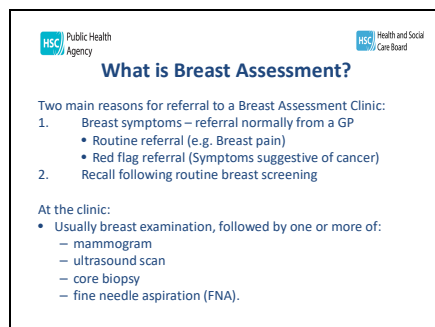 HSC Public Health
Agency
HSC Health and Social
Care Board
What is Breast Assessment?
Two main reasons for referral to a Breast Assessment Clinic:
1. Breast symptoms – referral normally from a GP
• Routine referral (e.g. Breast pain)
• Red flag referral (Symptoms suggestive of cancer)
2. Recall following routine breast screening
At the clinic:
• Usually breast examination, followed by one or more of:
– mammogram
– ultrasound scan
– core biopsy
– fine needle aspiration (FNA).